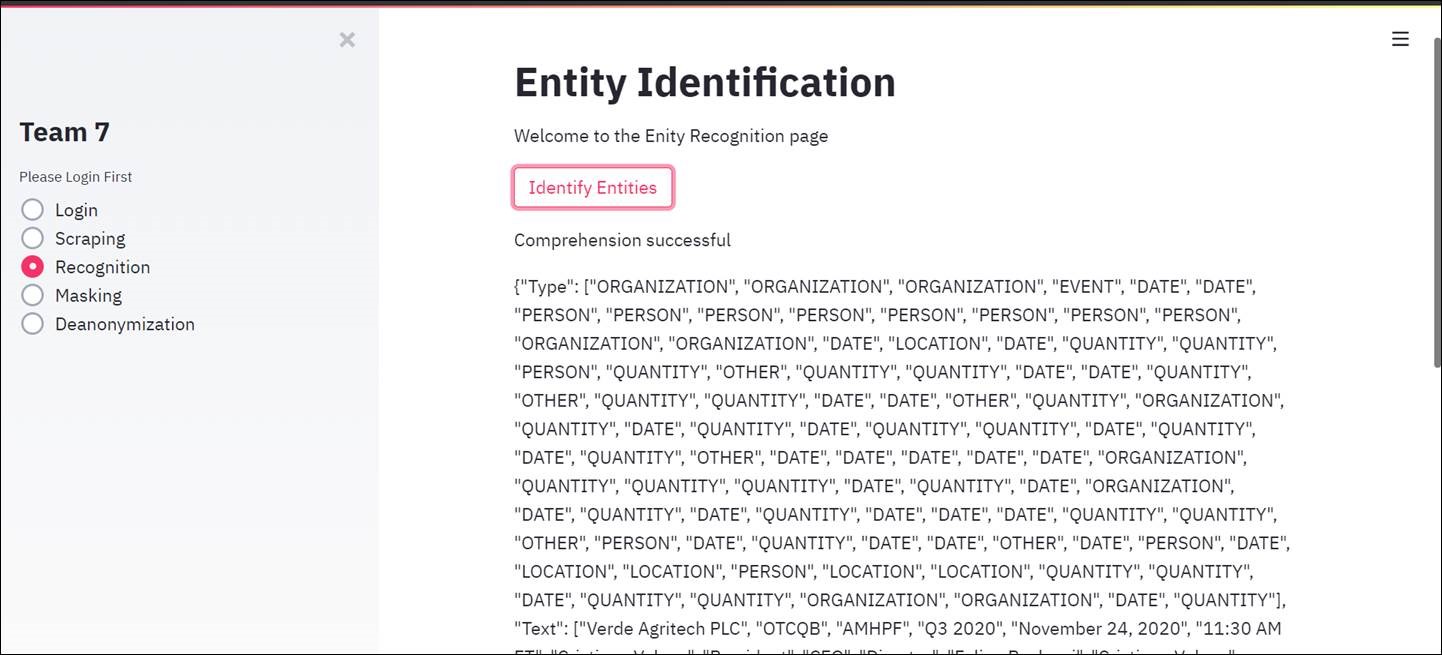 Team 7
Please Login First
Login
Scraping
Recognition
Masking
Deanonymization
Entity Identification
Welcome to the Enity Recognition page
Identify Entities
Comprehension successful
{"Type": ["ORGANIZATION", "ORGANIZATION", "ORGANIZATION", "EVENT", "DATE", "DATE",
"PERSON", "PERSON", "PERSON", "PERSON", "PERSON", "PERSON", "PERSON", "PERSON",
"ORGANIZATION", "ORGANIZATION", "DATE", "LOCATION", "DATE", "QUANTITY", "QUANTITY",
"PERSON", "QUANTITY", "OTHER", "QUANTITY", "QUANTITY", "DATE", "DATE", "QUANTITY",
"OTHER", "QUANTITY", "QUANTITY", "DATE", "DATE", "OTHER", "QUANTITY", "ORGANIZATION",
"QUANTITY", "DATE", "QUANTITY", "DATE", "QUANTITY", "QUANTITY", "DATE", "QUANTITY",
"DATE", "QUANTITY", "OTHER", "DATE", "DATE", "DATE", "DATE", "DATE", "ORGANIZATION",
"QUANTITY", "QUANTITY", "QUANTITY", "DATE", "QUANTITY", "DATE", "ORGANIZATION",
"DATE", "QUANTITY", "DATE", "QUANTITY", "DATE", "DATE", "DATE", "QUANTITY", "QUANTITY",
"OTHER", "PERSON", "DATE", "QUANTITY", "DATE", "DATE", "OTHER", "DATE", "PERSON", "DATE",
"LOCATION", "LOCATION", "PERSON", "LOCATION", "LOCATION", "QUANTITY", "QUANTITY",
"DATE", "QUANTITY", "QUANTITY", "ORGANIZATION", "ORGANIZATION", "DATE", "QUANTITY"],
"Text": ["Verde Agritech PLC", "OTCQB", "AMHPF", "Q3 2020", "November 24, 2020", "11:30 AM